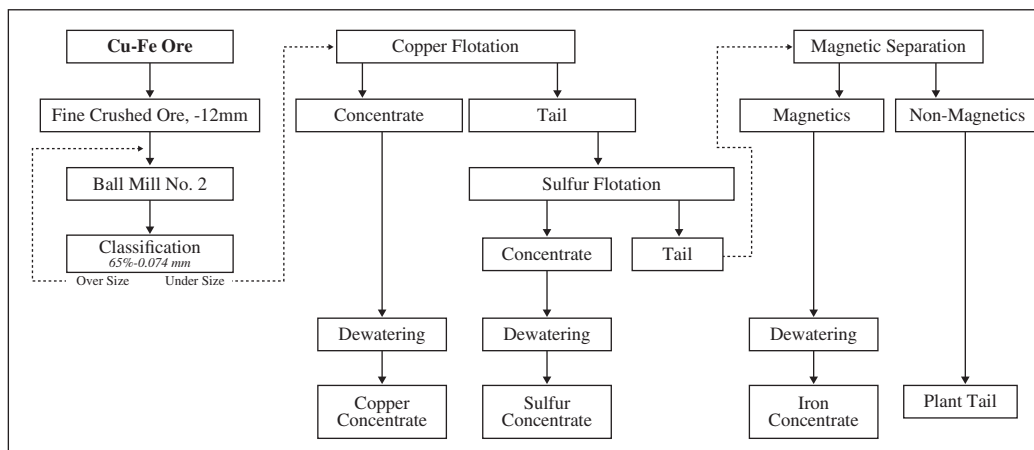 Cu-Fe Ore
Fine Crushed Ore, -12mm
Ball Mill No. 2
Classification
65%-0.074 mm
Over Size
Under Size
Copper Flotation
Concentrate
Tail
Sulfur Flotation
Concentrate
Tail
Dewatering
Dewatering
Copper
Concentrate
Sulfur
Concentrate
Magnetic Separation
Magnetics
Non-Magnetics
Dewatering
Iron
Concentrate
Plant Tail